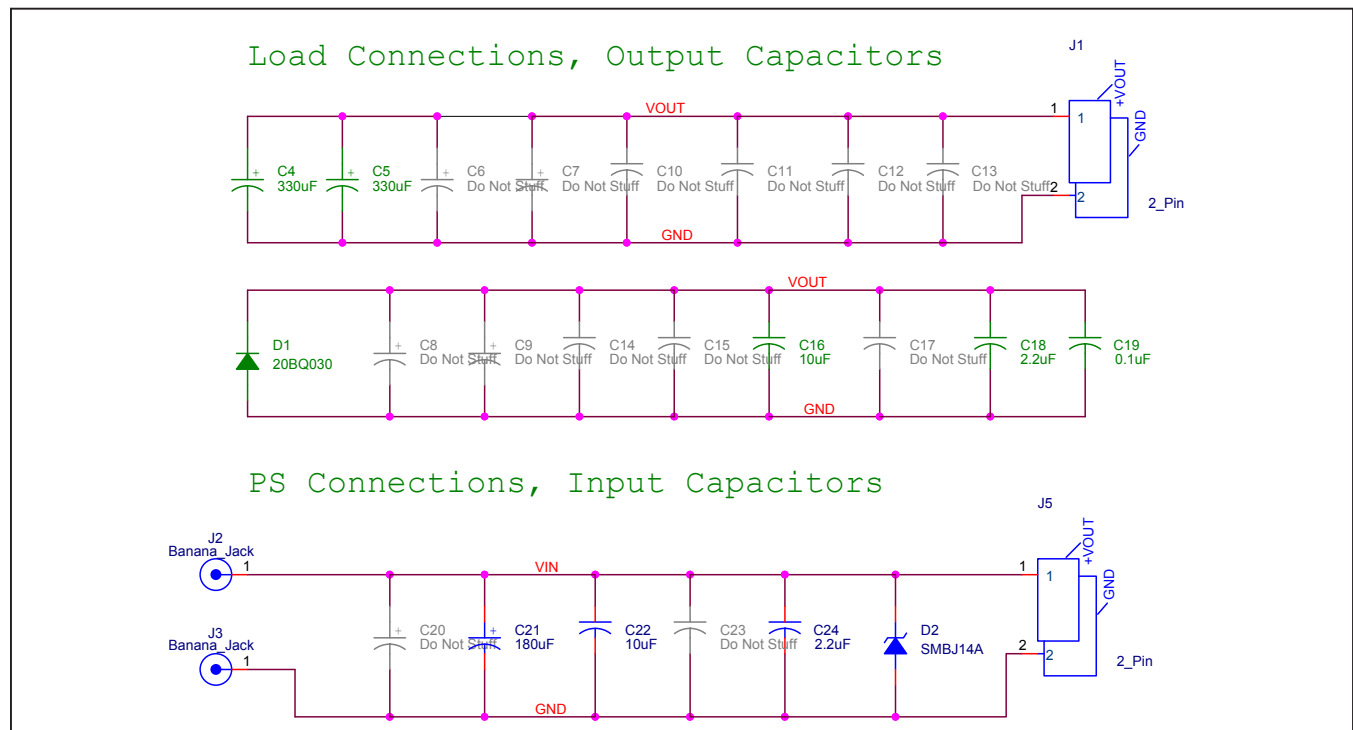 Load Connections, Output Capacitors
J1
+VOUT
GND
VOUT
1
1
C4
330uF
+
C5
330uF
+
C6
Do Not Stuff
+
C7
Do Not Stuff
+
C10
Do Not Stuff
C11
Do Not Stuff
C12
Do Not Stuff
C13
Do Not Stuff
2
2
2_Pin
GND
VOUT
D1
20BQ030
C8
Do Not Stuff
+
C9
Do Not Stuff
+
C14
Do Not Stuff
C15
Do Not Stuff
C16
10uF
C17
Do Not Stuff
C18
2.2uF
C19
0.1uF
GND
PS Connections, Input Capacitors
J5
+VOUT
GND
J2
Banana_Jack
1
VIN
1
1
J3
Banana_Jack
1
C20
Do Not Stuff
+
C21
180uF
+
C22
10uF
C23
Do Not Stuff
C24
2.2uF
D2
SMBJ14A
2
2
2_Pin
GND